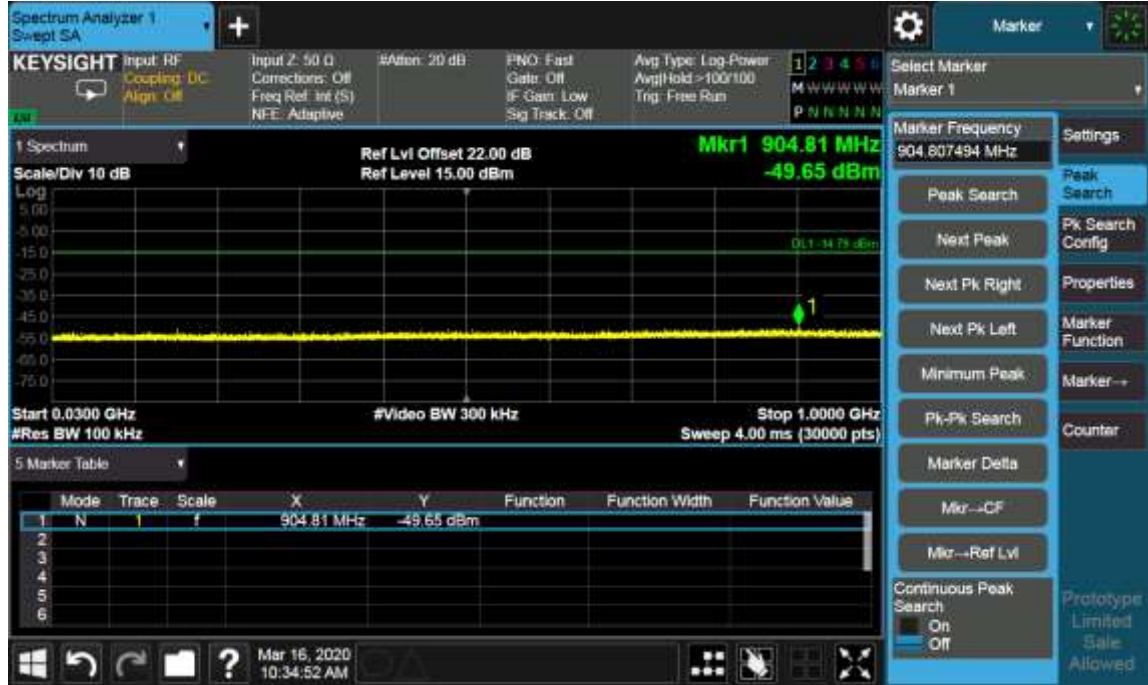 Spectrum Analyzer 1
Swept SA
+
Marker
KEYSIGHT
Input: RF
Coupling: DC
Align: Off
Input Z: 50 Ω
Corrections: Off
Freq Ref: Int (S)
NFE: Adaptive
#Atten: 20 dB
PNO: Fast
Gate: Off
IF Gain: Low
Sig Track: Off
Avg Type: Log-Power
Avg|Hold:>100/100
Trig: Free Run
1 2 3 4 5 6
M W W W W W
P N N N N N
Select Marker
Marker 1
1 Spectrum
Scale/Div 10 dB
Ref Lvl Offset 22.00 dB
Ref Level 15.00 dBm
Mkr1 904.81 MHz
-49.65 dBm
Log
5.00
-5.00
-15.0
-25.0
-35.0
-45.0
-55.0
-65.0
-75.0
DL1 -14.79 dBm
1
Start 0.0300 GHz
#Video BW 300 kHz
Stop 1.0000 GHz
#Res BW 100 kHz
Sweep 4.00 ms (30000 pts)
5 Marker Table
Mode Trace Scale X Y Function Function Width Function Value
1 N 1 f 904.81 MHz -49.65 dBm
2
3
4
5
6
Marker Frequency
904.807494 MHz
Peak Search
Next Peak
Next Pk Right
Next Pk Left
Minimum Peak
Pk-Pk Search
Marker Delta
Mkr→CF
Mkr→Ref Lvl
Continuous Peak
Search
On
Off
Settings
Peak
Search
Pk Search
Config
Properties
Marker
Function
Marker→
Counter
Prototype
Limited
Sale
Allowed
?
Mar 16, 2020
10:34:52 AM